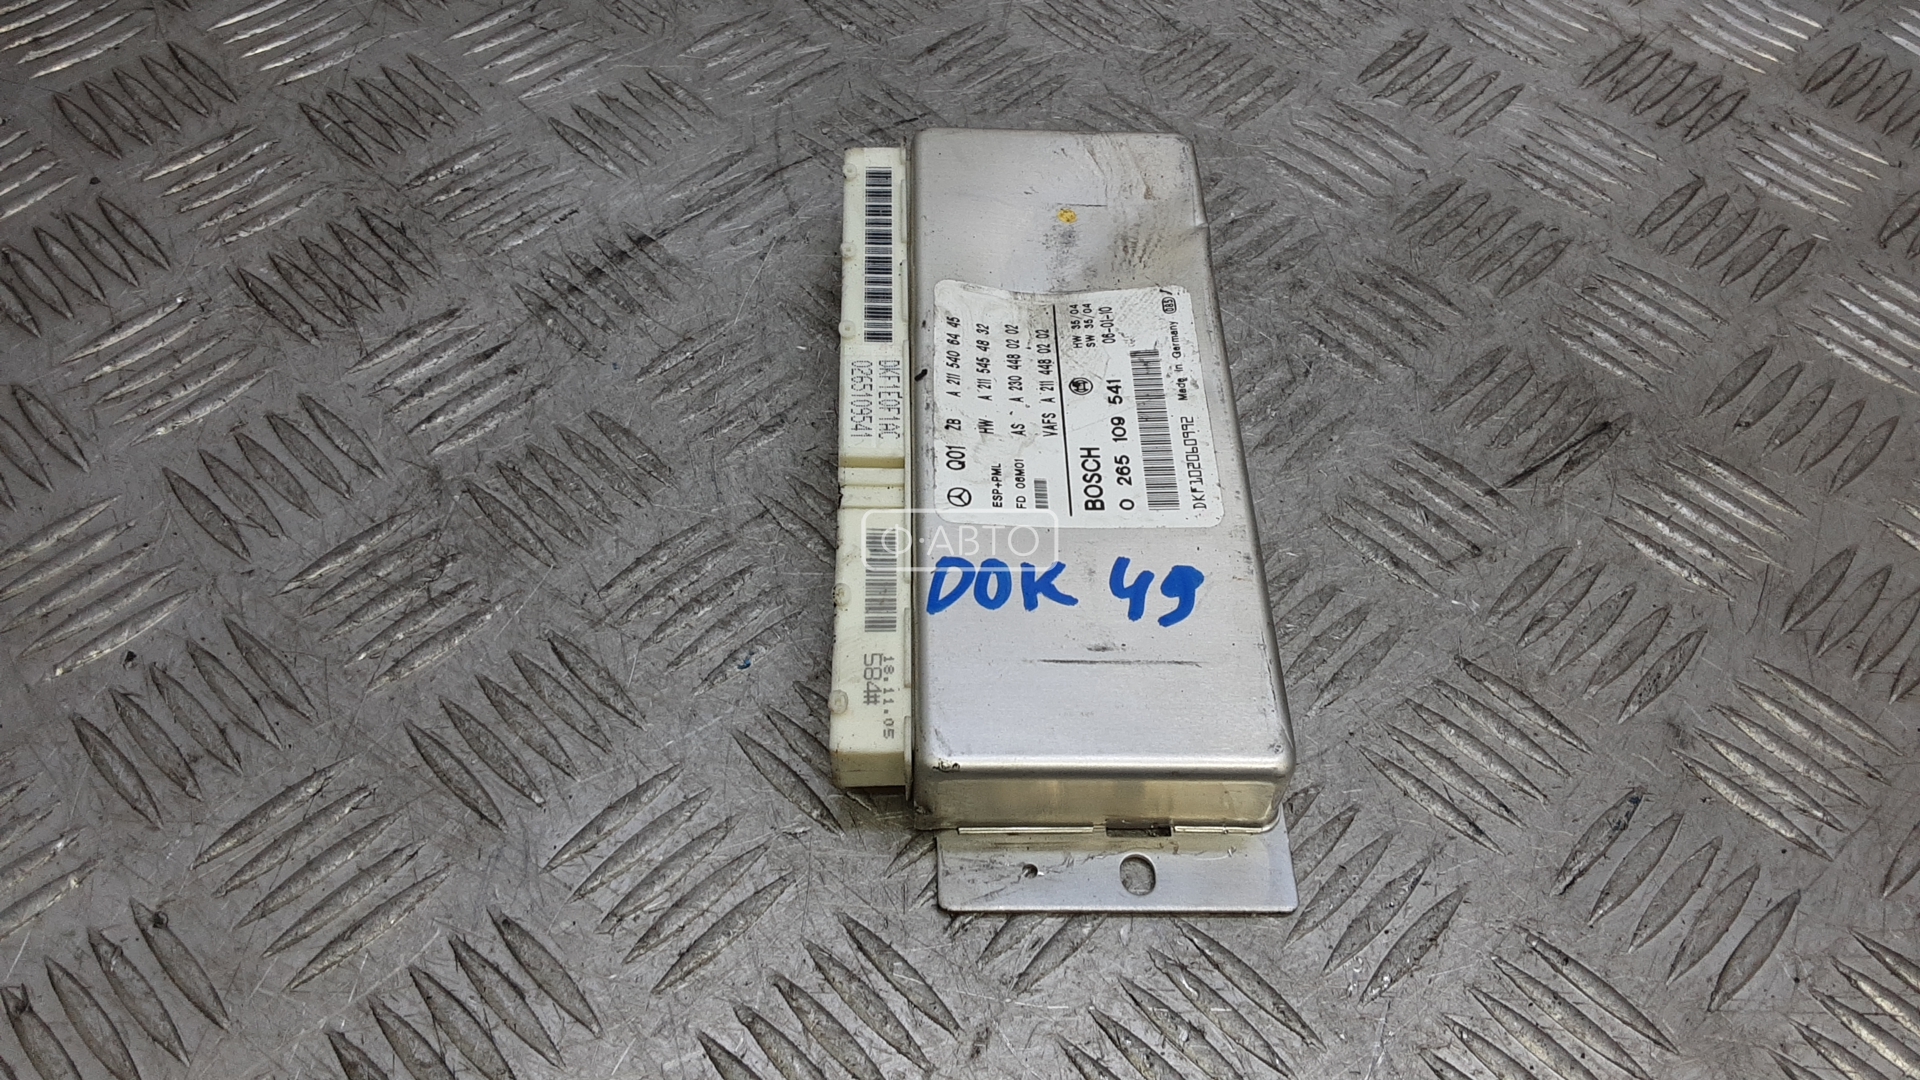 Q01 ZB A 211 540 64 45
ESP+PML HW A 211 545 48 32
FD 08M01 AS A 230 448 02 02
VAFS A 211 448 02 02
BOSCH
HW 35/04
SW 35/04
0 265 109 541 06-01-10
DKF102060992 Made in Germany 083
DKF1E0F1AC
0265109541
18.11.05
584#
О·АВТО
DOK 49